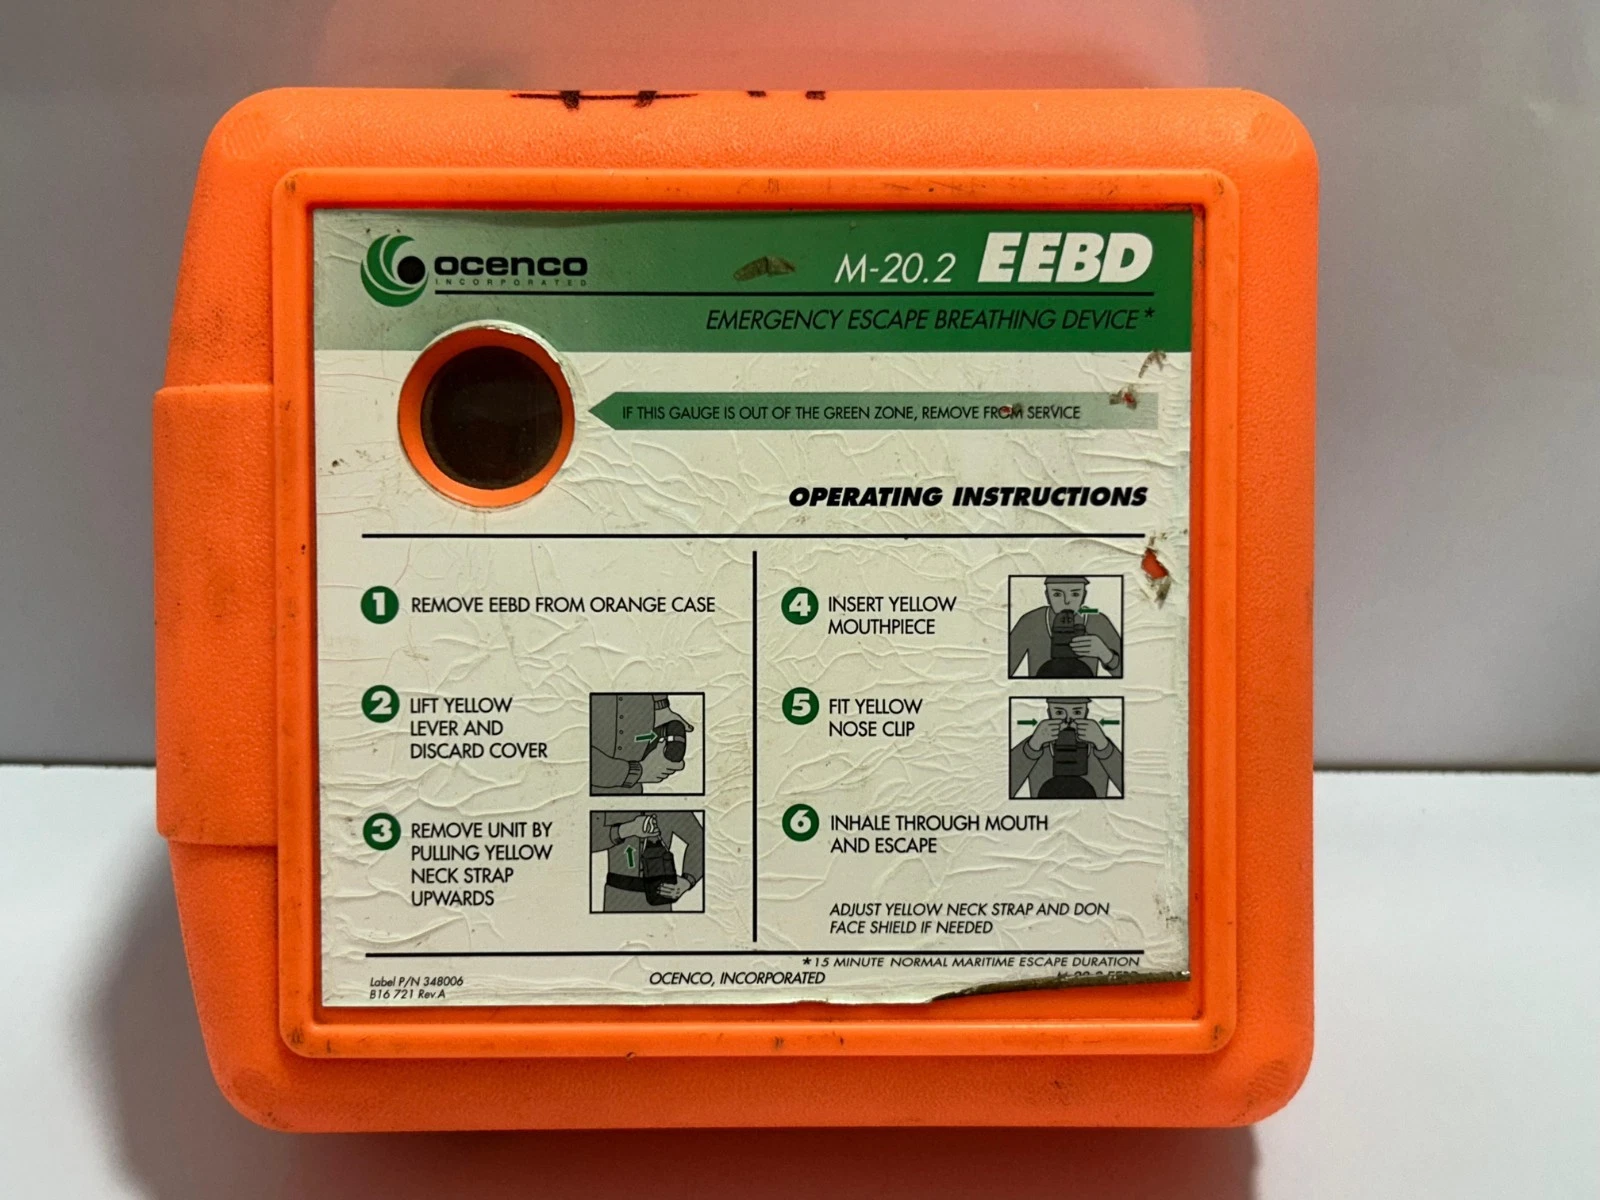 ocenco
INCORPORATED
M-20.2 EEBD
EMERGENCY ESCAPE BREATHING DEVICE*
IF THIS GAUGE IS OUT OF THE GREEN ZONE, REMOVE FROM SERVICE
OPERATING INSTRUCTIONS
1 REMOVE EEBD FROM ORANGE CASE
2 LIFT YELLOW
LEVER AND
DISCARD COVER
3 REMOVE UNIT BY
PULLING YELLOW
NECK STRAP
UPWARDS
4 INSERT YELLOW
MOUTHPIECE
5 FIT YELLOW
NOSE CLIP
6 INHALE THROUGH MOUTH
AND ESCAPE
ADJUST YELLOW NECK STRAP AND DON
FACE SHIELD IF NEEDED
*15 MINUTE NORMAL MARITIME ESCAPE DURATION
Label P/N 348006
B16 721 Rev.A
OCENCO, INCORPORATED